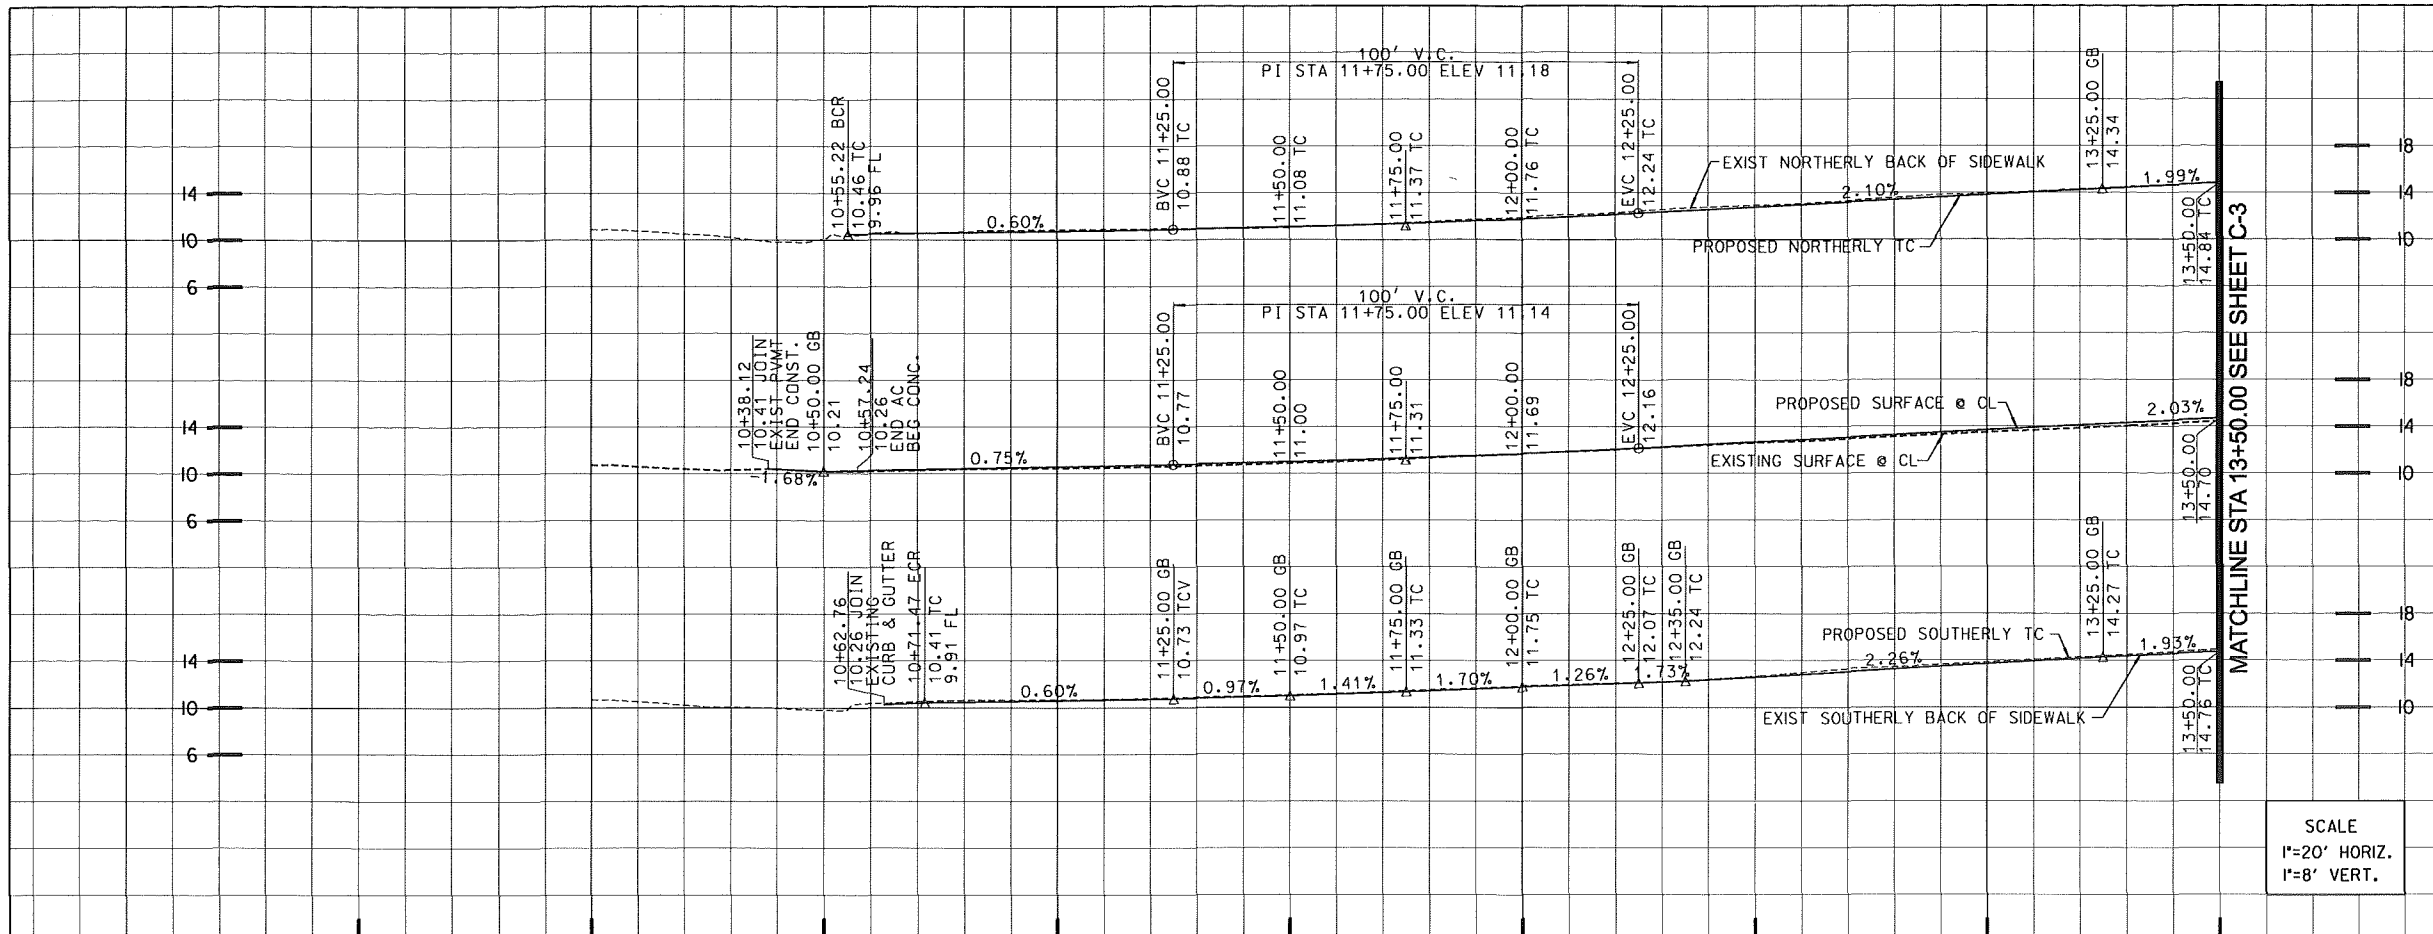 100' V.C.
PI STA 11+75.00 ELEV 11.18
10+55.22 BCR
10.46 TC
9.96 FL
0.60%
BVC 11+25.00
10.88 TC
11+50.00
11.08 TC
11+75.00
11.37 TC
12+00.00
11.76 TC
EVC 12+25.00
12.24 TC
EXIST NORTHERLY BACK OF SIDEWALK
2.10%
PROPOSED NORTHERLY TC
13+25.00 GB
14.34
1.99%
13+50.00
14.84 TC
14
10
6
18
14
10
100' V.C.
PI STA 11+75.00 ELEV 11.14
10+38.12
10.41 JOIN
EXIST PVMT
END CONST.
10+50.00 GB
10.21
10+57.24
10.26
END AC
BEG CONC.
-1.68%
0.75%
BVC 11+25.00
10.77
11+50.00
11.00
11+75.00
11.31
12+00.00
11.69
EVC 12+25.00
12.16
PROPOSED SURFACE @ CL
EXISTING SURFACE @ CL
2.03%
13+50.00
14.70
14
10
6
18
14
10
10+62.76
10.26 JOIN
EXISTING
CURB & GUTTER
10+71.47 ECR
10.41 TC
9.91 FL
0.60%
11+25.00 GB
10.73 TCV
0.97%
11+50.00 GB
10.97 TC
1.41%
11+75.00 GB
11.33 TC
1.70%
12+00.00 GB
11.75 TC
1.26%
12+25.00 GB
12.07 TC
1.73%
12+35.00 GB
12.24 TC
PROPOSED SOUTHERLY TC
2.26%
EXIST SOUTHERLY BACK OF SIDEWALK
13+25.00 GB
14.27 TC
1.93%
13+50.00
14.76 TC
14
10
6
18
14
10
MATCHLINE STA 13+50.00 SEE SHEET C-3
SCALE
1"=20' HORIZ.
1"=8' VERT.